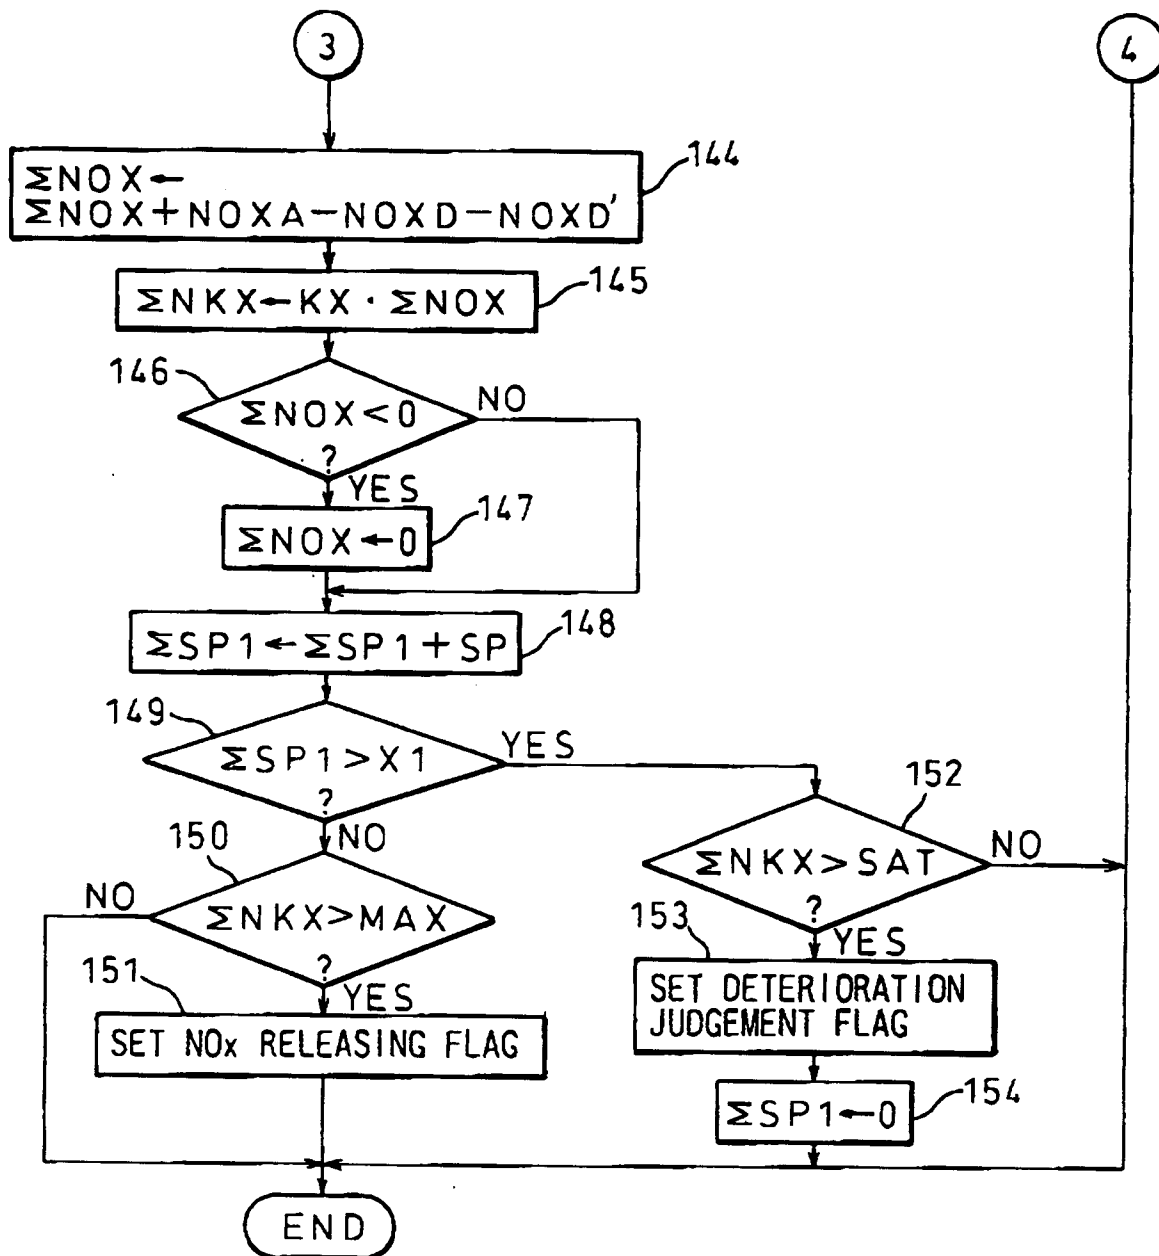 3
4
144
ΣNOX←
ΣNOX+NOXA-NOXD-NOXD'
145
ΣNKX←KX・ΣNOX
146
ΣNOX<0
?
NO
YES
147
ΣNOX←0
148
ΣSP1←ΣSP1+SP
149
ΣSP1>X1
?
YES
NO
152
ΣNKX>SAT
?
NO
YES
150
NO
ΣNKX>MAX
?
YES
153
SET DETERIORATION
JUDGEMENT FLAG
151
SET NOx RELEASING FLAG
154
ΣSP1←0
END